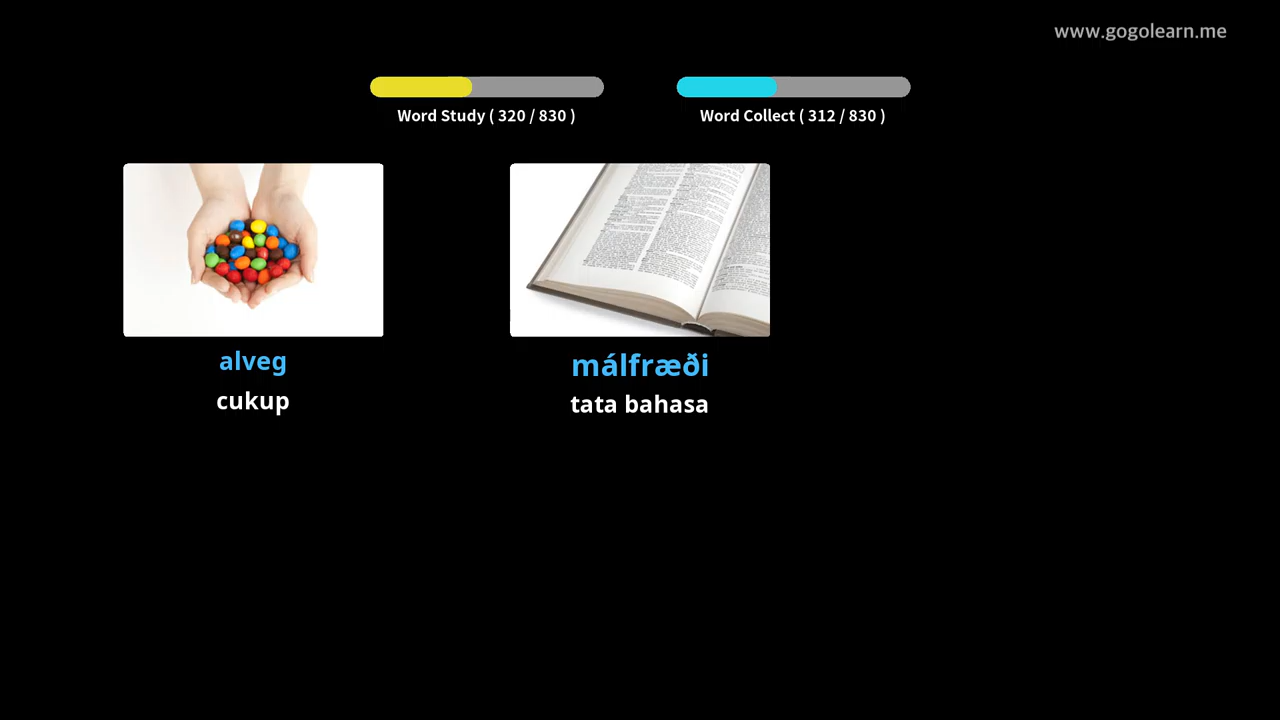 www.gogolearn.me
Word Study ( 320 / 830 )
Word Collect ( 312 / 830 )
alveg
cukup
málfræði
tata bahasa